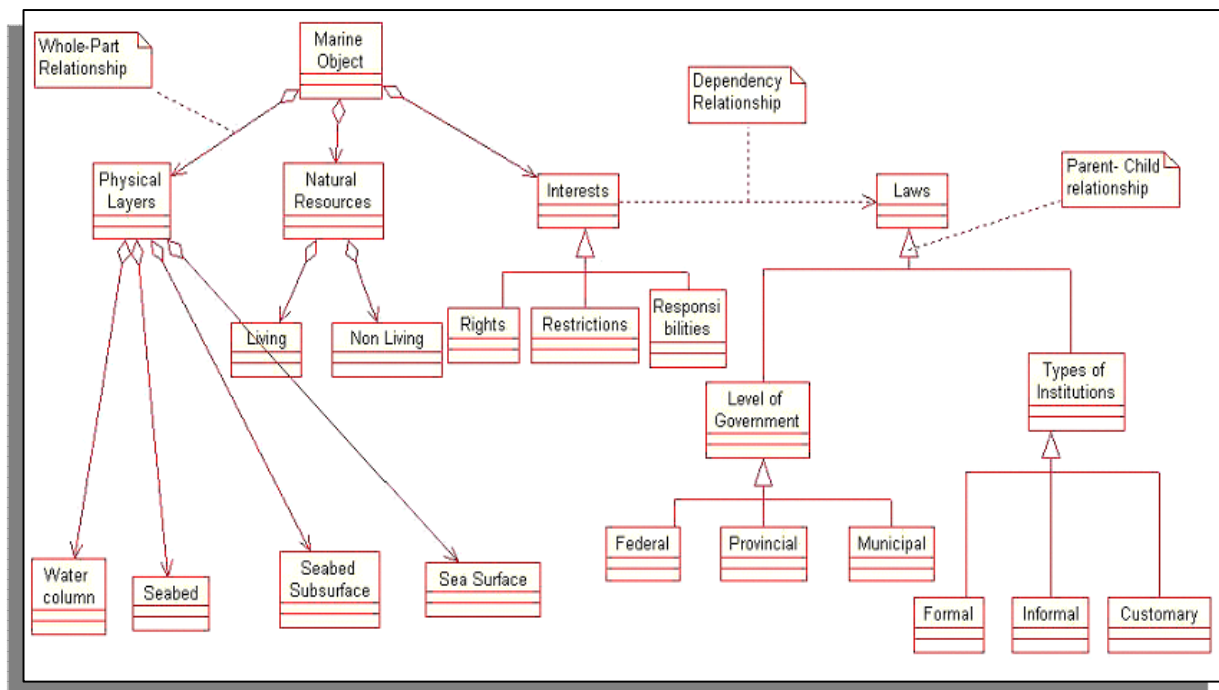 Marine
Object
Whole-Part
Relationship
Dependency
Relationship
Parent- Child
relationship
Physical
Layers
Natural
Resources
Interests
Laws
Rights
Restrictions
Responsi
bilities
Living
Non Living
Level of
Government
Types of
Institutions
Federal
Provincial
Municipal
Water
column
Seabed
Seabed
Subsurface
Sea Surface
Formal
Informal
Customary